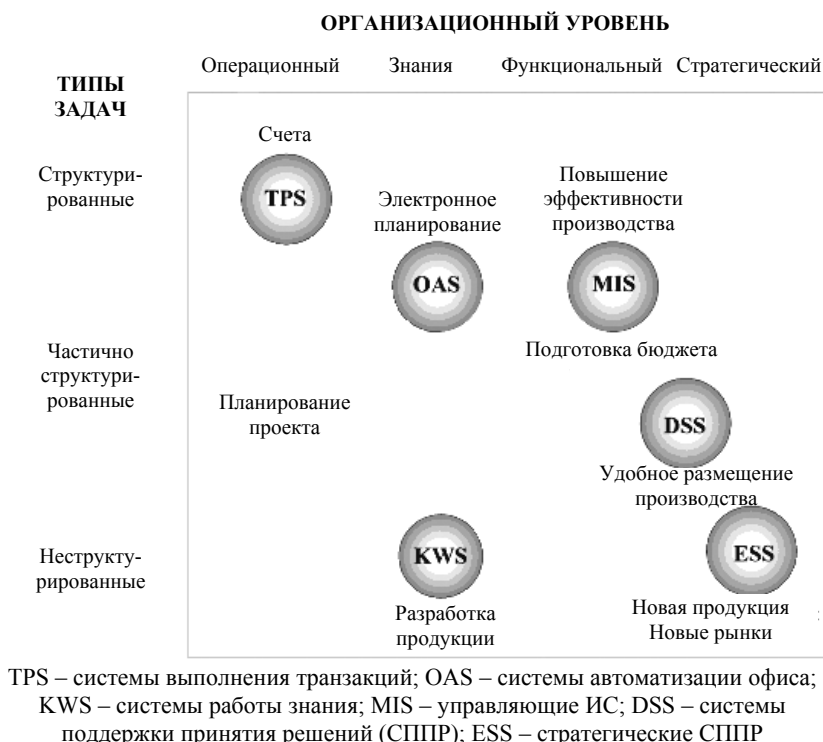 ОРГАНИЗАЦИОННЫЙ УРОВЕНЬ
Операционный Знания Функциональный Стратегический
ТИПЫ
ЗАДАЧ
Счета
Структури-
рованные
TPS
Электронное
планирование
Повышение
эффективности
производства
OAS
MIS
Частично
структури-
рованные
Подготовка бюджета
Планирование
проекта
DSS
Удобное размещение
производства
Неструкту-
рированные
KWS
ESS
Разработка
продукции
Новая продукция
Новые рынки
TPS – системы выполнения транзакций; OAS – системы автоматизации офиса;
KWS – системы работы знания; MIS – управляющие ИС; DSS – системы
поддержки принятия решений (СППР); ESS – стратегические СППР